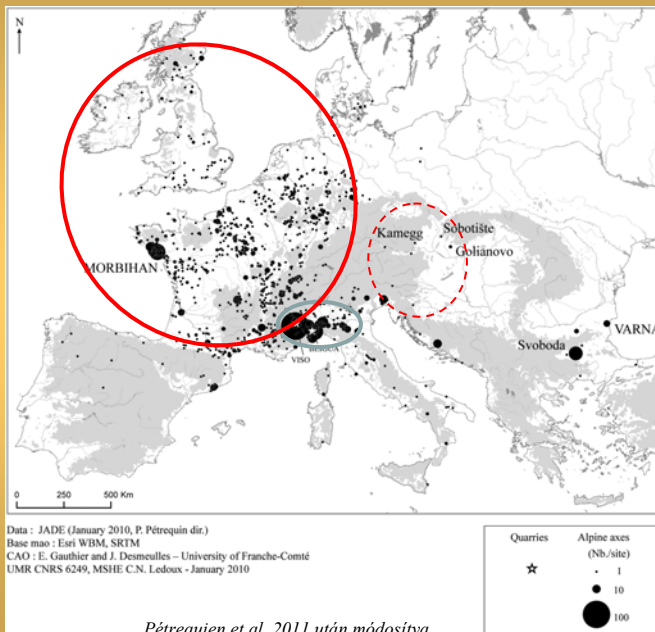 N
Kamegg
Sobotište
Golianovo
MORBIHAN
VARNA
Svoboda
VISO
0 250 500 Km
Data : JADE (January 2010, P. Pétrequin dir.)
Base mao : Esri WBM, SRTM
CAO : E. Gauthier and J. Desmeulles – University of Franche-Comté
UMR CNRS 6249, MSHE C.N. Ledoux - January 2010
Quarries
Alpine axes
(Nb./site)
1
10
100
Pétrequien et al. 2011 után módosítva